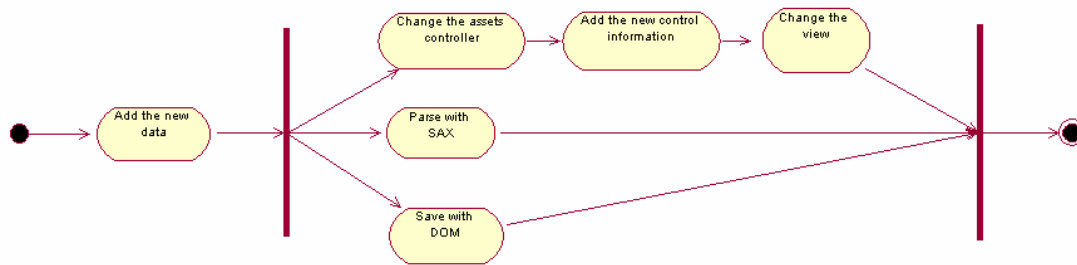 Change the assets
controller
Add the new control
information
Change the
view
Add the new
data
Parse with
SAX
Save with
DOM